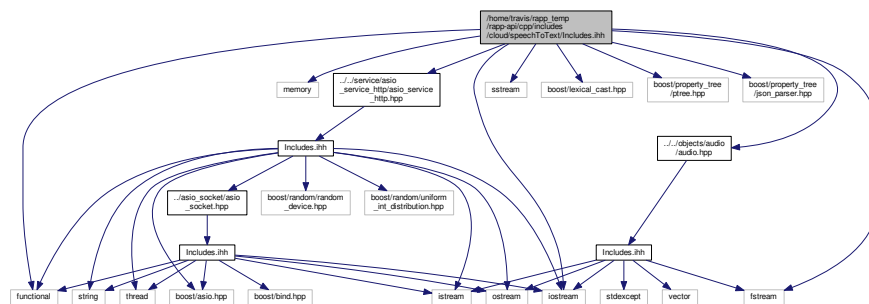 /home/travis/rapp_temp
/rapp-api/cpp/includes
/cloud/speechToText/Includes.ihh
memory
../../service/asio
_service_http/asio_service
_http.hpp
sstream
boost/lexical_cast.hpp
boost/property_tree
/ptree.hpp
boost/property_tree
/json_parser.hpp
Includes.ihh
../../objects/audio
/audio.hpp
../asio_socket/asio
_socket.hpp
boost/random/random
_device.hpp
boost/random/uniform
_int_distribution.hpp
Includes.ihh
Includes.ihh
functional
string
thread
boost/asio.hpp
boost/bind.hpp
istream
ostream
iostream
stdexcept
vector
fstream